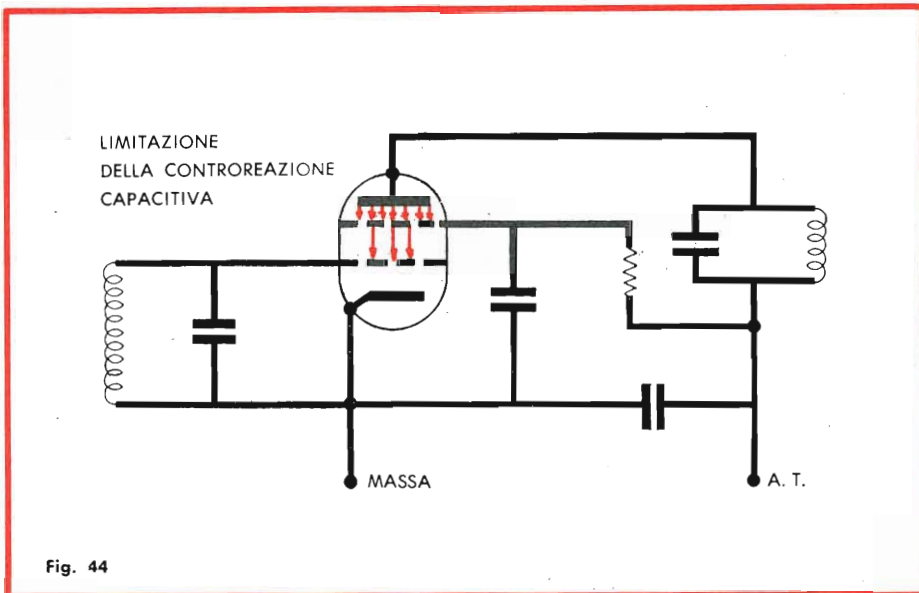 LIMITAZIONE
DELLA CONTROREAZIONE
CAPACITIVA
MASSA
A. T.
Fig. 44